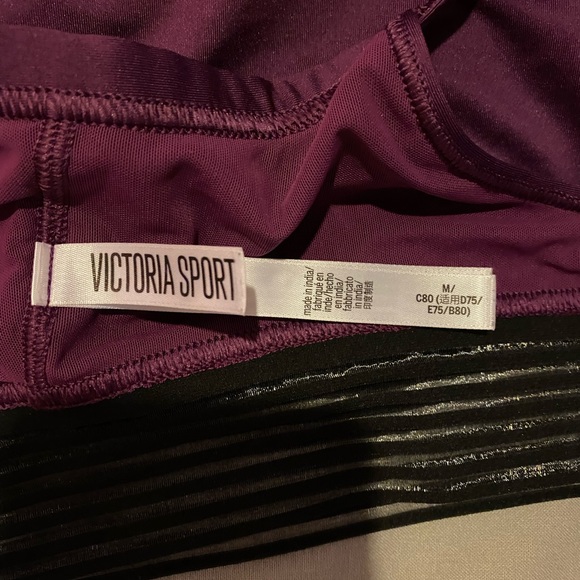 VICTORIA SPORT
made in india/
fabriqué en
inde/hecho
en india/
fabbricato
in india/
印度制造
M/
C80 (适用D75/
E75/B80)